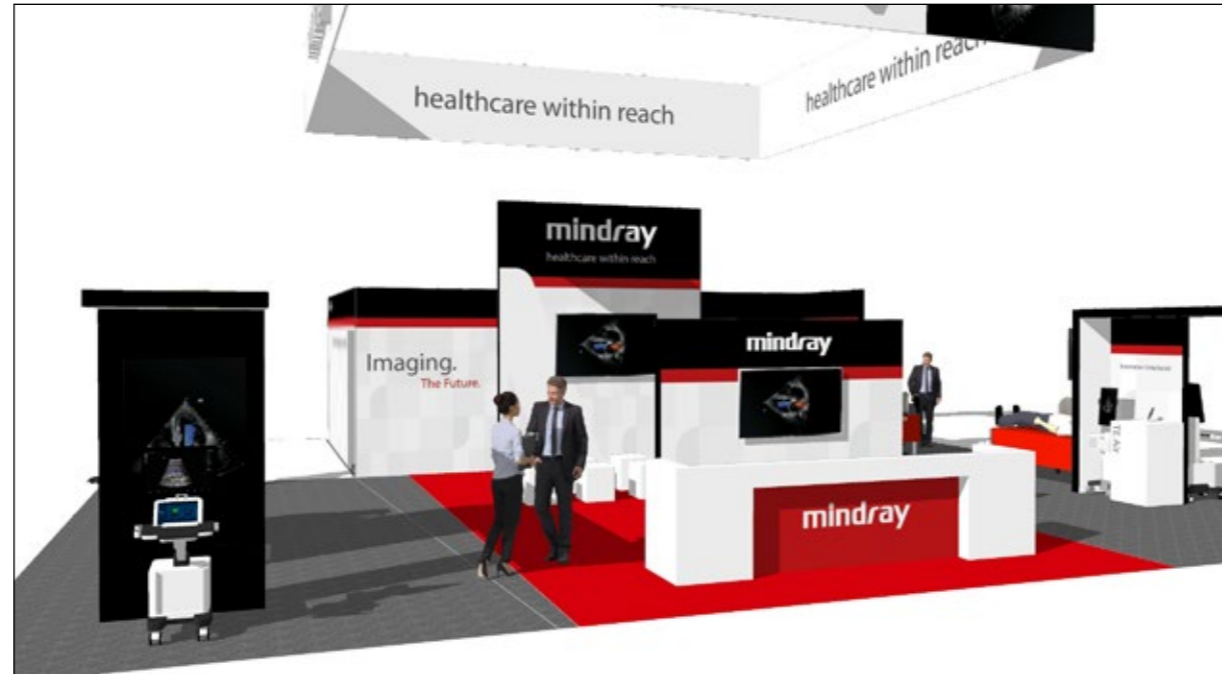 healthcare within reach
healthcare within reach
mindray
healthcare within reach
mindray
Imaging.
The Future.
mindray